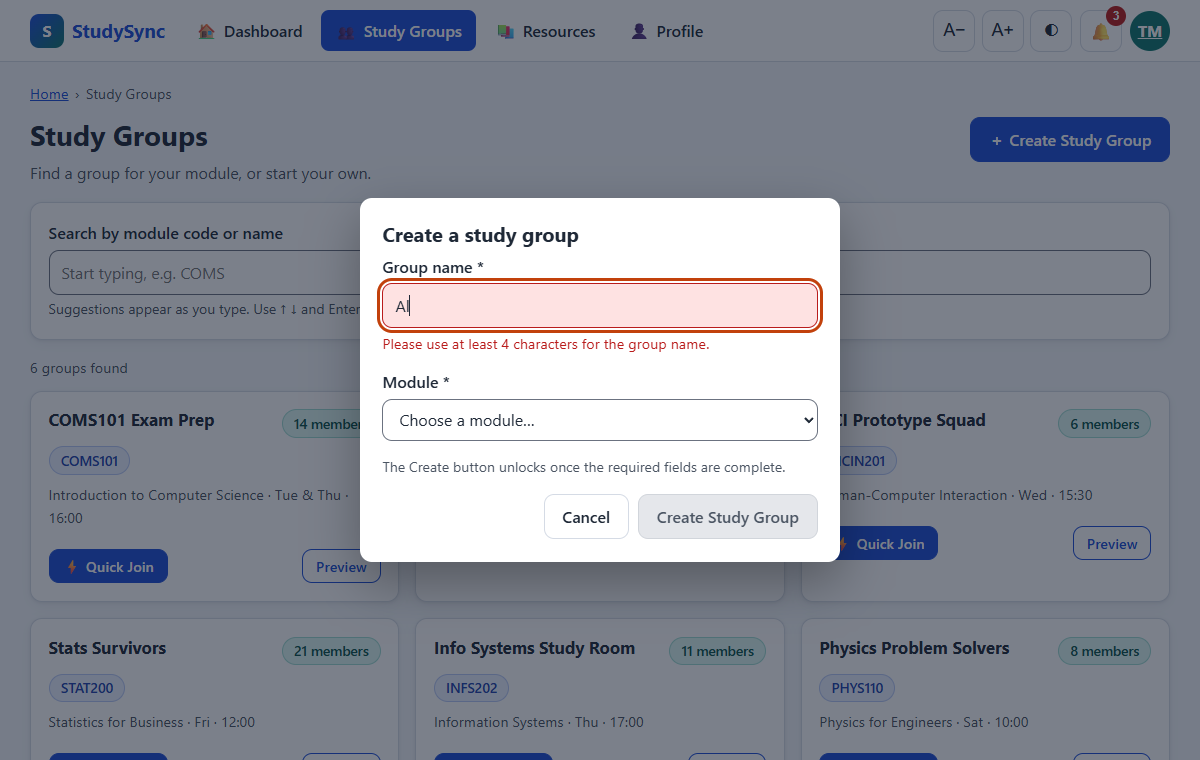 S StudySync Dashboard Study Groups Resources Profile A− A+ 3 TM
Home › Study Groups
Study Groups
+ Create Study Group
Find a group for your module, or start your own.
Search by module code or name
Start typing, e.g. COMS
Suggestions appear as you type. Use ↑ ↓ and Enter
6 groups found
Create a study group
Group name *
Al
Please use at least 4 characters for the group name.
Module *
Choose a module...
The Create button unlocks once the required fields are complete.
Cancel Create Study Group
COMS101 Exam Prep 14
COMS101
Introduction to Computer Science · Tue & Thu ·
16:00
Quick Join Preview
Prototype Squad 6 members
Interaction · Wed · 15:30
Quick Join Preview
Stats Survivors 21 members
STAT200
Statistics for Business · Fri · 12:00
Info Systems Study Room 11 members
INFS202
Information Systems · Thu · 17:00
Physics Problem Solvers 8 members
PHYS110
Physics for Engineers · Sat · 10:00